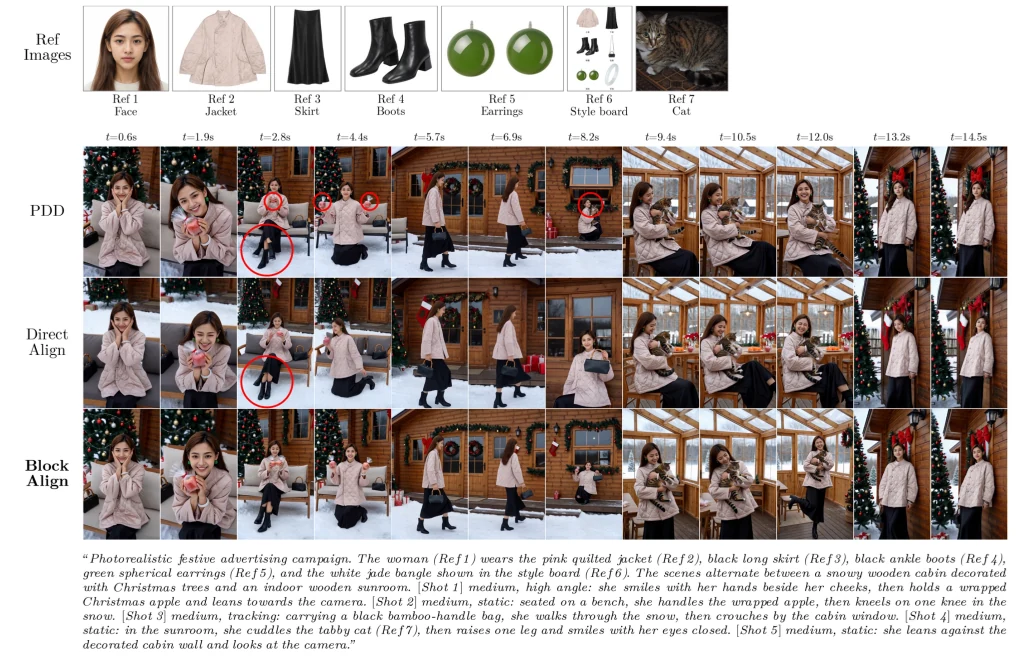 Ref
Images
Ref 1
Face
Ref 2
Jacket
Ref 3
Skirt
Ref 4
Boots
Ref 5
Earrings
Ref 6
Style board
Ref 7
Cat
t=0.6s t=1.9s t=2.8s t=4.4s t=5.7s t=6.9s t=8.2s t=9.4s t=10.5s t=12.0s t=13.2s t=14.5s
PDD
Direct
Align
Block
Align
“Photorealistic festive advertising campaign. The woman (Ref 1) wears the pink quilted jacket (Ref 2), black long skirt (Ref 3), black ankle boots (Ref 4),
green spherical earrings (Ref 5), and the white jade bangle shown in the style board (Ref 6). The scenes alternate between a snowy wooden cabin decorated
with Christmas trees and an indoor wooden sunroom. [Shot 1] medium, high angle: she smiles with her hands beside her cheeks, then holds a wrapped
Christmas apple and leans towards the camera. [Shot 2] medium, static: seated on a bench, she handles the wrapped apple, then kneels on one knee in the
snow. [Shot 3] medium, tracking: carrying a black bamboo-handle bag, she walks through the snow, then crouches by the cabin window. [Shot 4] medium,
static: in the sunroom, she cuddles the tabby cat (Ref 7), then raises one leg and smiles with her eyes closed. [Shot 5] medium, static: she leans against the
decorated cabin wall and looks at the camera.”